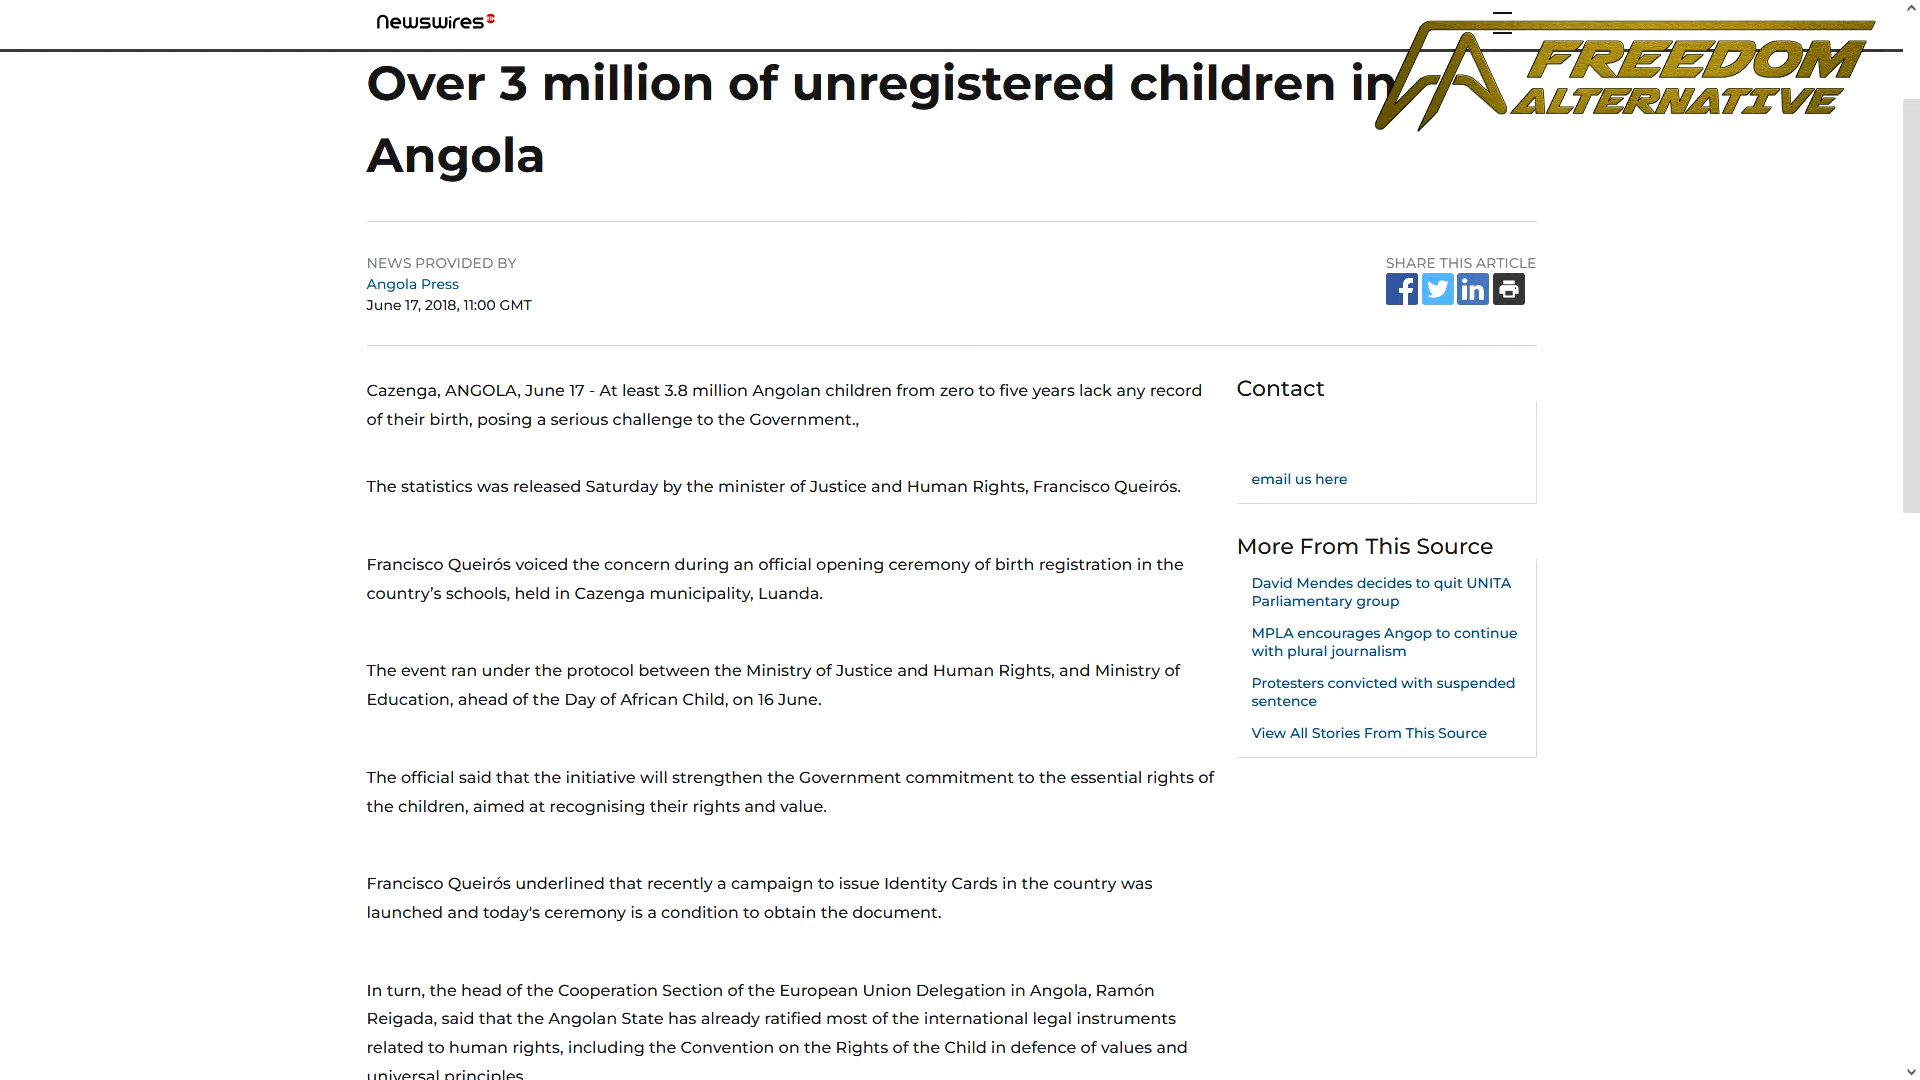 Newswires
FREEDOM
ALTERNATIVE
Over 3 million of unregistered children in
Angola
NEWS PROVIDED BY
Angola Press
June 17, 2018, 11:00 GMT
SHARE THIS ARTICLE
Cazenga, ANGOLA, June 17 - At least 3.8 million Angolan children from zero to five years lack any record
of their birth, posing a serious challenge to the Government.,
The statistics was released Saturday by the minister of Justice and Human Rights, Francisco Queirós.
Francisco Queirós voiced the concern during an official opening ceremony of birth registration in the
country’s schools, held in Cazenga municipality, Luanda.
The event ran under the protocol between the Ministry of Justice and Human Rights, and Ministry of
Education, ahead of the Day of African Child, on 16 June.
The official said that the initiative will strengthen the Government commitment to the essential rights of
the children, aimed at recognising their rights and value.
Francisco Queirós underlined that recently a campaign to issue Identity Cards in the country was
launched and today's ceremony is a condition to obtain the document.
In turn, the head of the Cooperation Section of the European Union Delegation in Angola, Ramón
Reigada, said that the Angolan State has already ratified most of the international legal instruments
related to human rights, including the Convention on the Rights of the Child in defence of values and
universal principles
Contact
email us here
More From This Source
David Mendes decides to quit UNITA
Parliamentary group
MPLA encourages Angop to continue
with plural journalism
Protesters convicted with suspended
sentence
View All Stories From This Source